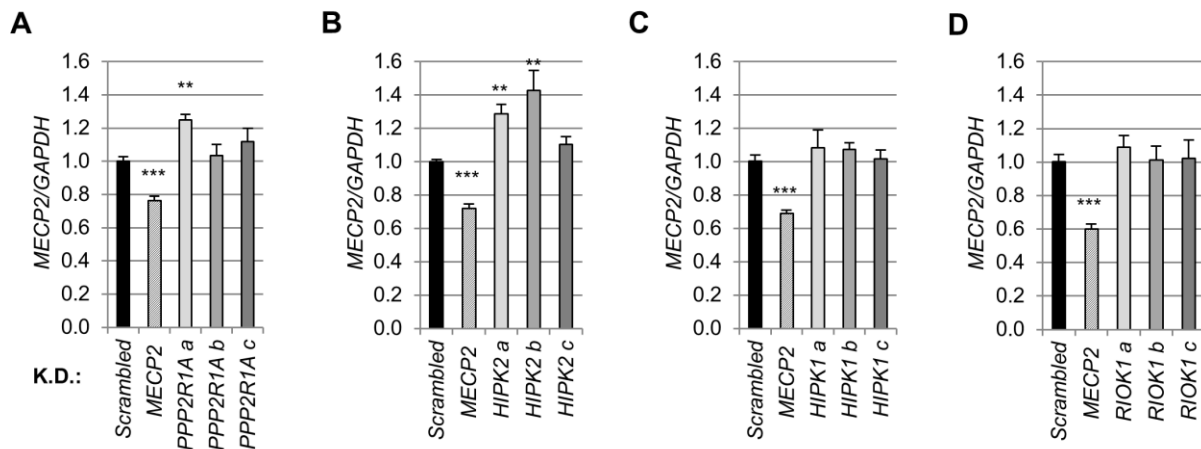 A
MECP2/GAPDH
1.6
1.4
1.2
1.0
0.8
0.6
0.4
0.2
0.0
***
**
K.D.:
Scrambled
MECP2
PPP2R1A a
PPP2R1A b
PPP2R1A c
B
MECP2/GAPDH
1.6
1.4
1.2
1.0
0.8
0.6
0.4
0.2
0.0
***
**
**
Scrambled
MECP2
HIPK2 a
HIPK2 b
HIPK2 c
C
MECP2/GAPDH
1.6
1.4
1.2
1.0
0.8
0.6
0.4
0.2
0.0
***
Scrambled
MECP2
HIPK1 a
HIPK1 b
HIPK1 c
D
MECP2/GAPDH
1.6
1.4
1.2
1.0
0.8
0.6
0.4
0.2
0.0
***
Scrambled
MECP2
RIOK1 a
RIOK1 b
RIOK1 c